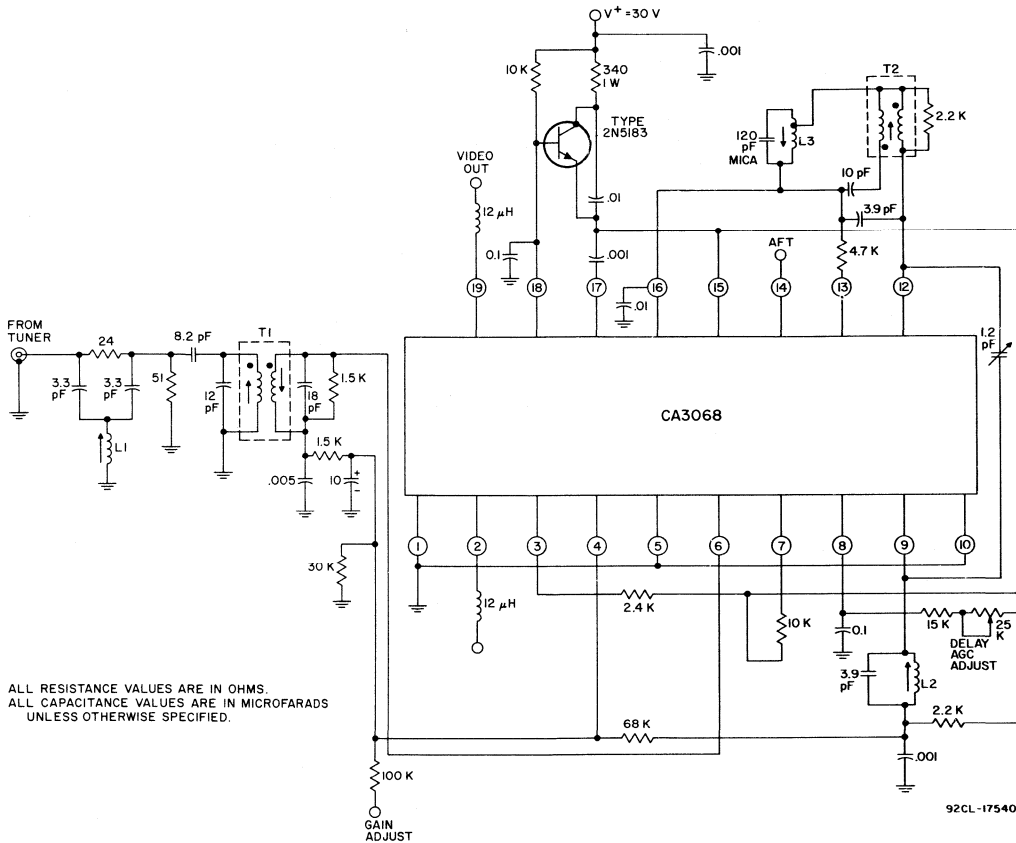 V+ = 30 V
.001
10 K
340
1 W
TYPE
2N5183
T2
2.2 K
120
pF
MICA
L3
VIDEO
OUT
12 μH
.01
10 pF
3.9 pF
AFT
4.7 K
0.1
.001
19
18
17
16
15
14
13
12
.01
FROM
TUNER
24
8.2 pF
T1
1.2
pF
3.3
pF
3.3
pF
51
12
pF
18
pF
1.5 K
L1
1.5 K
.005
10
+
-
CA3068
1
2
3
4
5
6
7
8
9
10
30 K
12 μH
2.4 K
10 K
0.1
15 K
25
K
DELAY
AGC
ADJUST
3.9
pF
L2
ALL RESISTANCE VALUES ARE IN OHMS.
ALL CAPACITANCE VALUES ARE IN MICROFARADS
UNLESS OTHERWISE SPECIFIED.
68 K
2.2 K
.001
100 K
GAIN
ADJUST
92CL-17540